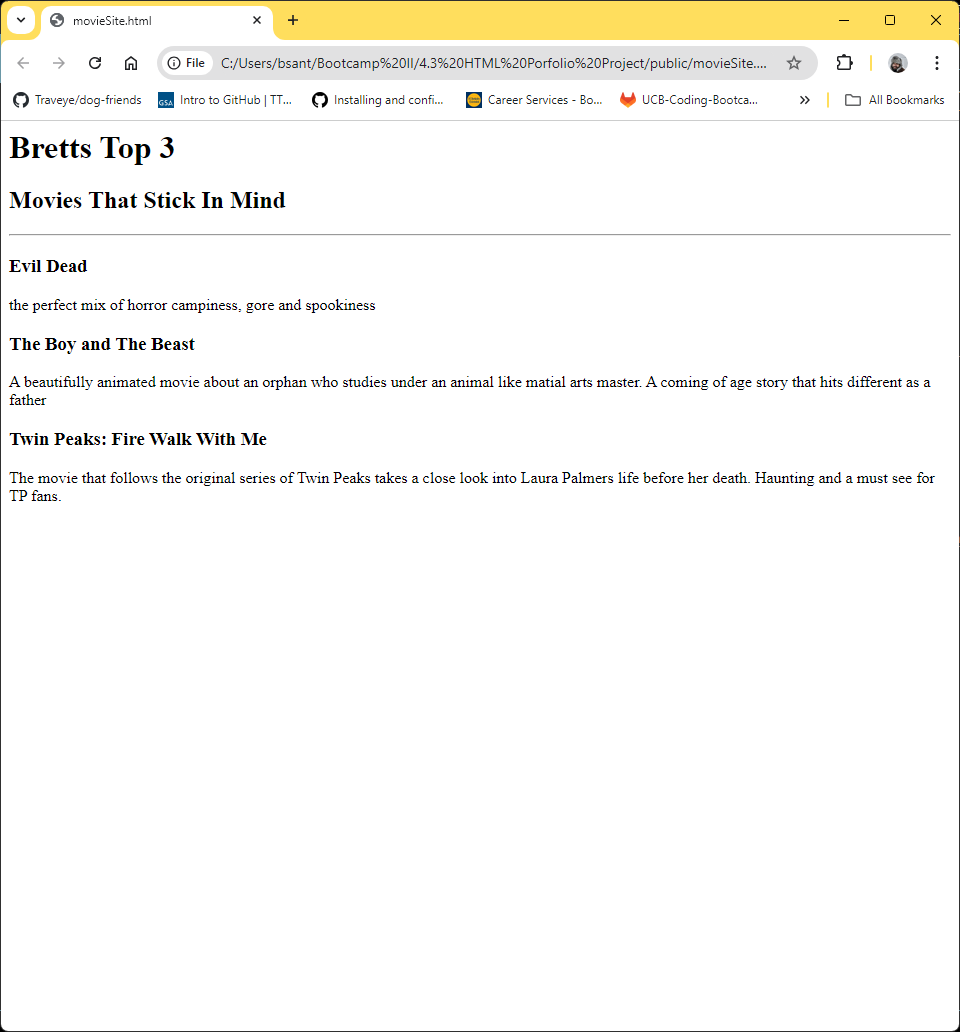 movieSite.html
File
C:/Users/bsant/Bootcamp%20II/4.3%20HTML%20Porfolio%20Project/public/movieSite....
Traveye/dog-friends
GSA
Intro to GitHub | TT...
Installing and confi...
Career Services - Bo...
UCB-Coding-Bootca...
All Bookmarks
Bretts Top 3
Movies That Stick In Mind
Evil Dead
the perfect mix of horror campiness, gore and spookiness
The Boy and The Beast
A beautifully animated movie about an orphan who studies under an animal like matial arts master. A coming of age story that hits different as a
father
Twin Peaks: Fire Walk With Me
The movie that follows the original series of Twin Peaks takes a close look into Laura Palmers life before her death. Haunting and a must see for
TP fans.